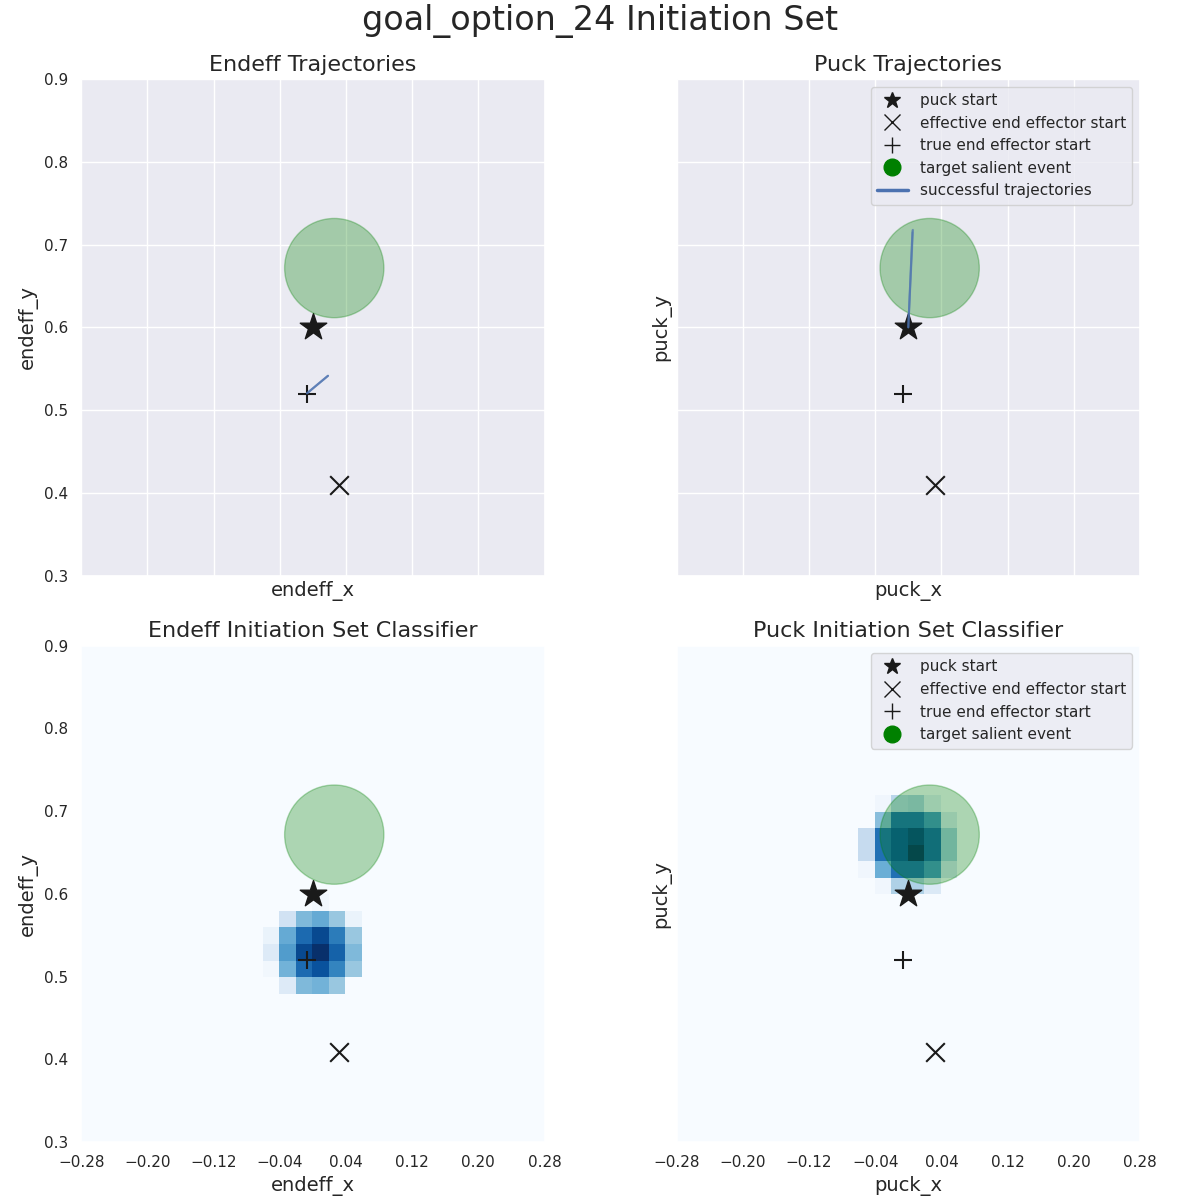 goal_option_24 Initiation Set
Endeff Trajectories
0.9
0.8
0.7
0.6
0.5
0.4
0.3
endeff_y
endeff_x
Puck Trajectories
puck start
effective end effector start
true end effector start
target salient event
successful trajectories
puck_y
puck_x
Endeff Initiation Set Classifier
0.9
0.8
0.7
0.6
0.5
0.4
0.3
endeff_y
−0.28 −0.20 −0.12 −0.04 0.04 0.12 0.20 0.28
endeff_x
Puck Initiation Set Classifier
puck start
effective end effector start
true end effector start
target salient event
puck_y
−0.28 −0.20 −0.12 −0.04 0.04 0.12 0.20 0.28
puck_x